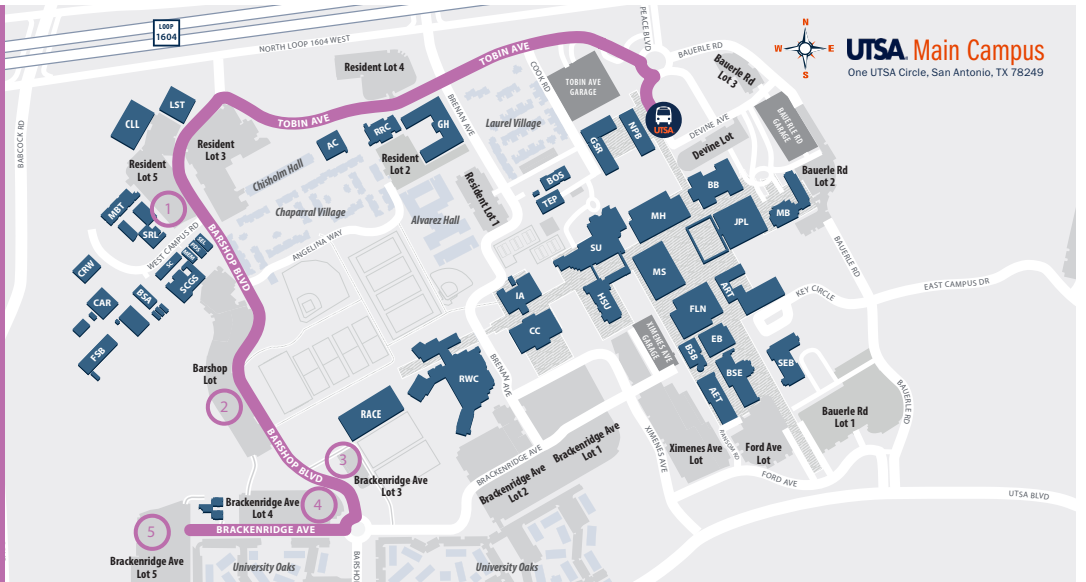 LOOP
1604
NORTH LOOP 1604 WEST
PEACE BLVD
BAUERLE RD
N
W
E
S
UTSA. Main Campus
One UTSA Circle, San Antonio, TX 78249
TOBIN AVE
COOK RD
TOBIN AVE
GARAGE
Bauerle Rd
Lot 3
Resident Lot 4
BABCOCK RD
CLL
LST
TOBIN AVE
BRENAN AVE
UTSA
BAUERLE RD
GARAGE
DEVINE AVE
Devine Lot
AC
RRC
GH
Laurel Village
GSR
NPB
Resident
Lot 3
Resident
Lot 2
Resident
Lot 5
Chisholm Hall
Chaparral Village
Alvarez Hall
Resident Lot 1
BOS
TEP
BB
Bauerle Rd
Lot 2
MB
JPL
MH
SU
MS
1
MBT
SRL
WEST CAMPUS RD
SEL
PDS
BARSHOP BLVD
ANGELINA WAY
CRW
SCGS
BSA
CAR
FSB
IA
CC
HSU
ART
FLN
KEY CIRCLE
BAUERLE RD
EAST CAMPUS DR
XIMENES AVE
GARAGE
BSB
EB
BSE
AET
SEB
Barshop
Lot
2
RWC
BRENAN AVE
RACE
BAUERLE RD
Bauerle Rd
Lot 1
BARSHOP BLVD
3
Brackenridge Ave
Lot 3
BRACKENRIDGE AVE
Brackenridge Ave
Lot 1
Brackenridge Ave
Lot 2
XIMENES AVE
Ximenes Ave
Lot
RANSOM RD
Ford Ave
Lot
FORD AVE
UTSA BLVD
Brackenridge Ave
Lot 4
4
5
BRACKENRIDGE AVE
Brackenridge Ave
Lot 5
University Oaks
University Oaks